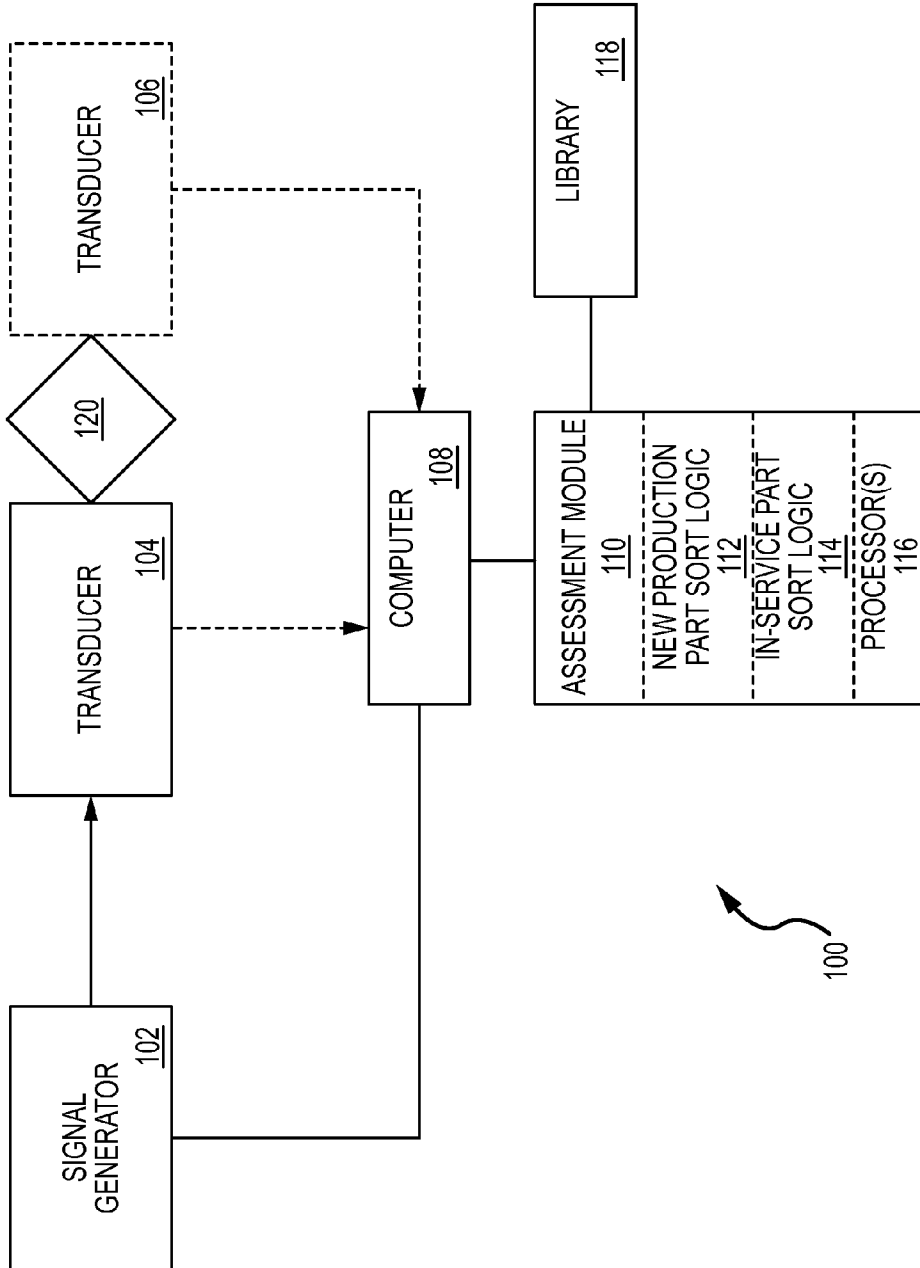 SIGNAL
GENERATOR
102
TRANSDUCER
104
120
TRANSDUCER
106
COMPUTER
108
ASSESSMENT MODULE
110
NEW PRODUCTION
PART SORT LOGIC
112
IN-SERVICE PART
SORT LOGIC
114
PROCESSOR(S)
116
LIBRARY
118
100